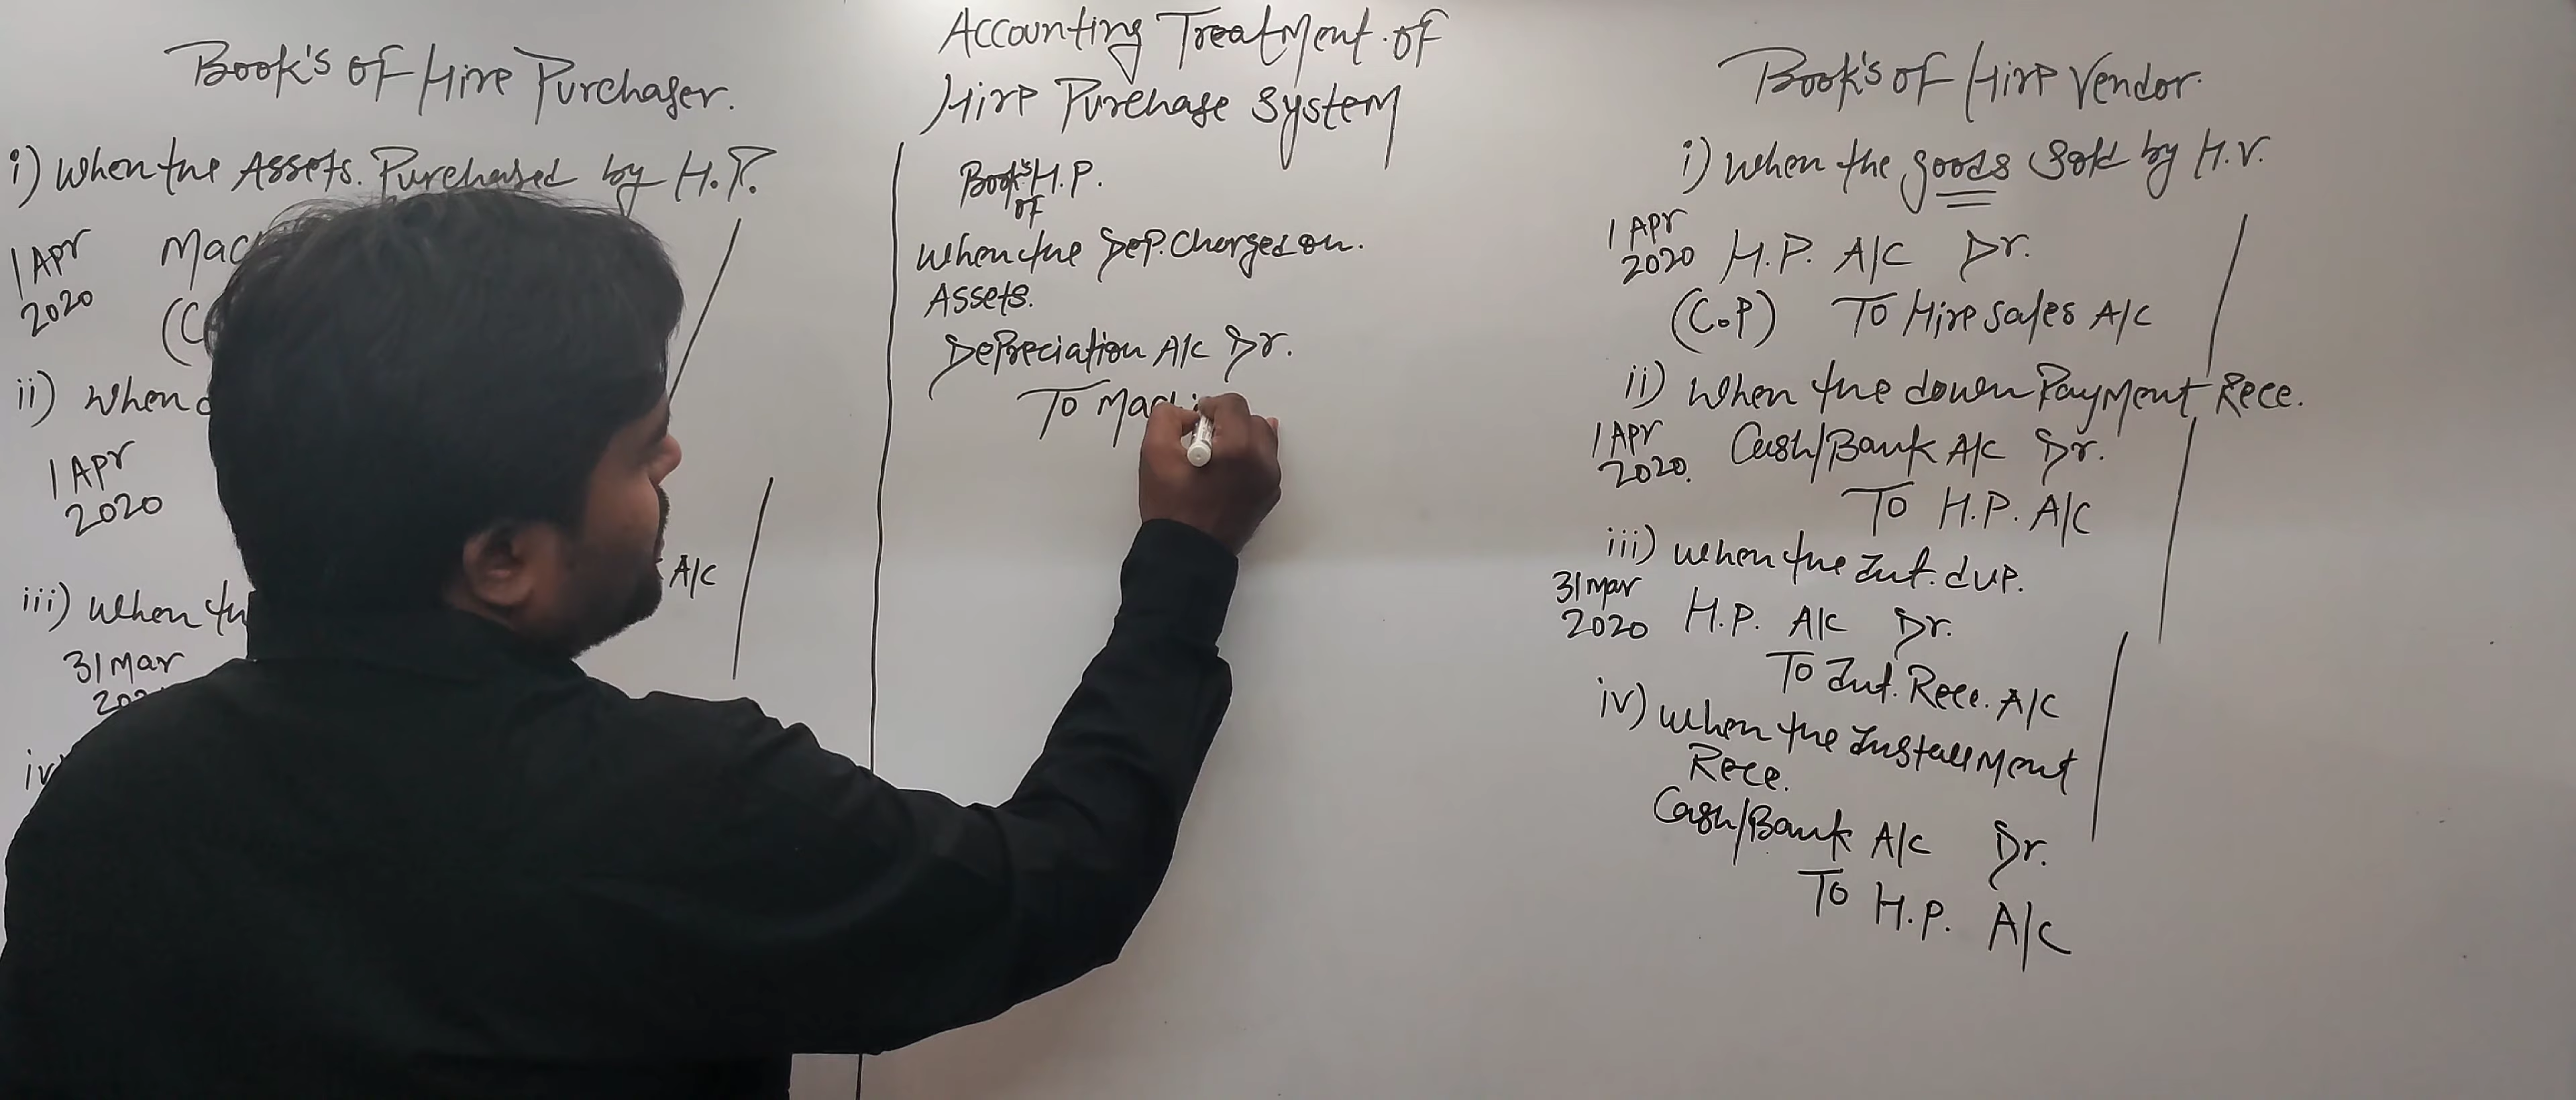 Accounting Treatment of
Hire Purchase System
Book's of Hire Purchaser.
i) When the Assets. Purchased by H.P.
1 Apr
2020
Mac
(C
ii) When
1 Apr
2020
A/c
iii) When
31 Mar
iv
Book's of H.P.
When the Dep. Charged on.
Assets.
Depreciation A/c Dr.
To Machi
Book's of Hire Vendor.
i) When the goods Sold by H.V.
1 Apr
2020 H.P. A/c Dr.
(C.P) To Hire Sales A/c
ii) When the down Payment Rece.
1 Apr
2020. Cash/Bank A/c Dr.
To H.P. A/c
iii) When the Int. due.
31 Mar
2020 H.P. A/c Dr.
To Int. Rece. A/c
iv) When the Installment
Rece.
Cash/Bank A/c Dr.
To H.P. A/c